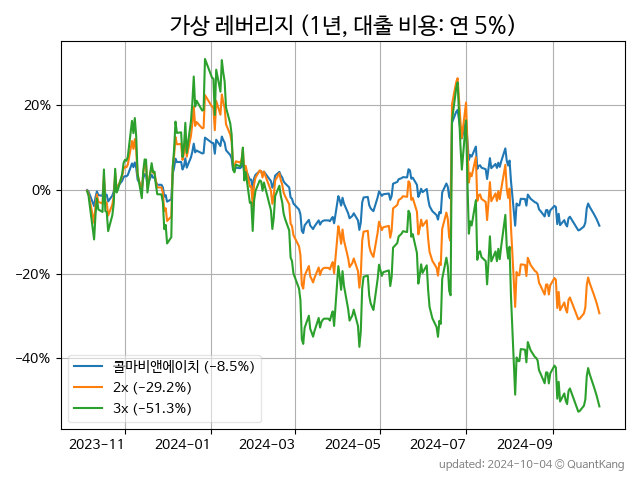 가상 레버리지 (1년, 대출 비용: 연 5%)
20%
0%
−20%
−40%
콜마비앤에이치 (−8.5%)
2x (−29.2%)
3x (−51.3%)
2023-11 2024-01 2024-03 2024-05 2024-07 2024-09
updated: 2024-10-04 © QuantKang